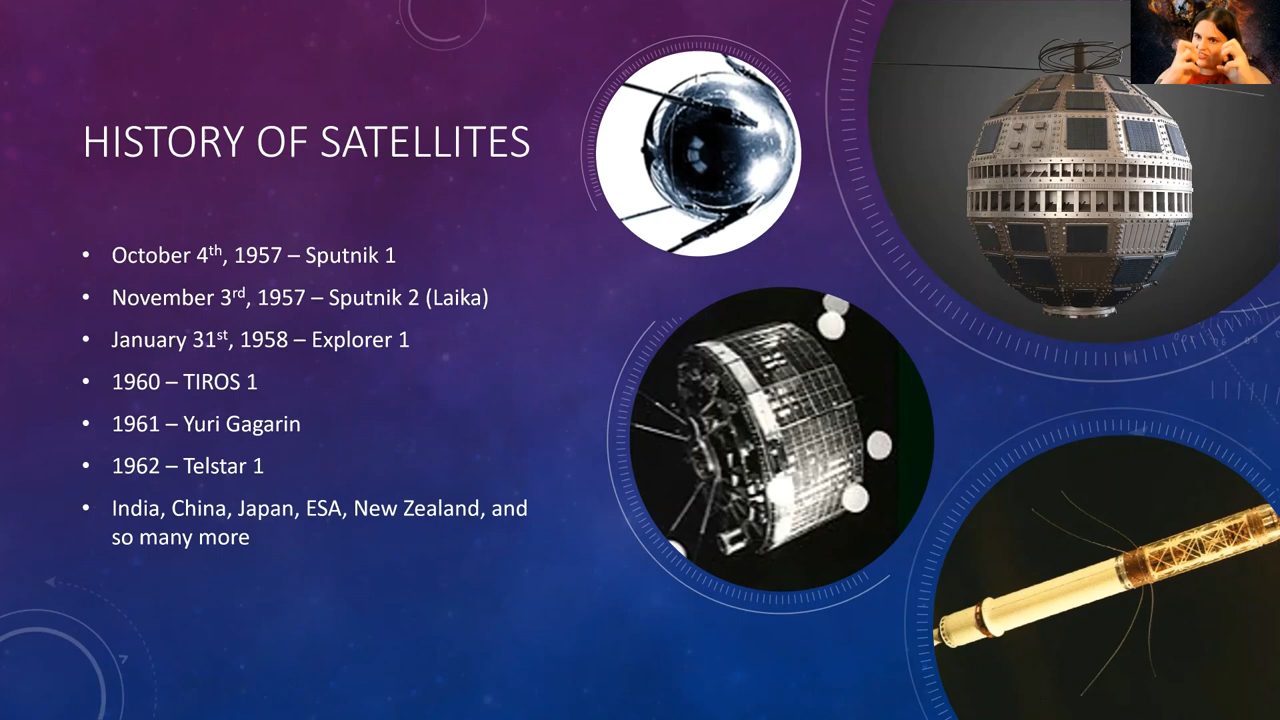 HISTORY OF SATELLITES
• October 4th, 1957 – Sputnik 1
• November 3rd, 1957 – Sputnik 2 (Laika)
• January 31st, 1958 – Explorer 1
• 1960 – TIROS 1
• 1961 – Yuri Gagarin
• 1962 – Telstar 1
• India, China, Japan, ESA, New Zealand, and
so many more